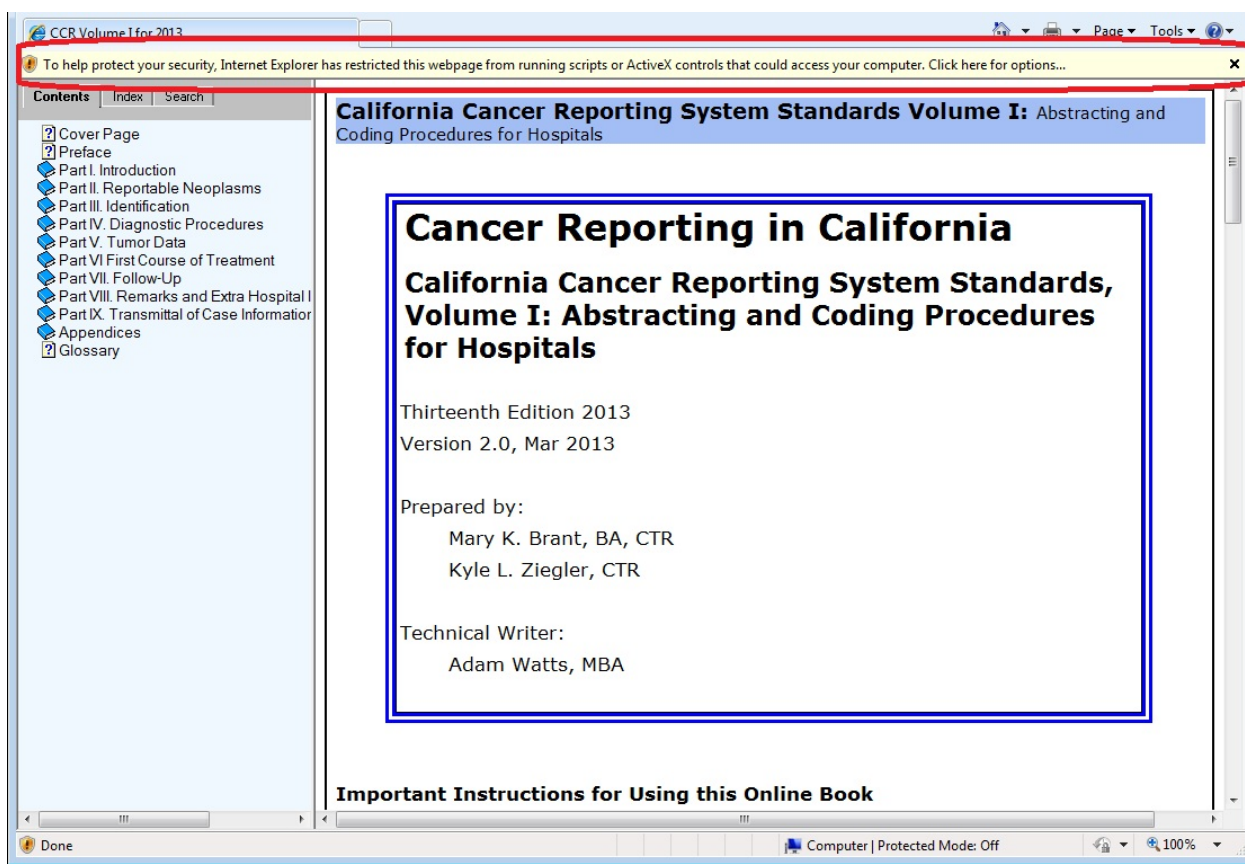 CCR Volume I for 2013
Page
Tools
To help protect your security, Internet Explorer has restricted this webpage from running scripts or ActiveX controls that could access your computer. Click here for options...
Contents Index Search
Cover Page
Preface
Part I. Introduction
Part II. Reportable Neoplasms
Part III. Identification
Part IV. Diagnostic Procedures
Part V. Tumor Data
Part VI First Course of Treatment
Part VII. Follow-Up
Part VIII. Remarks and Extra Hospital I
Part IX. Transmittal of Case Information
Appendices
Glossary
California Cancer Reporting System Standards Volume I: Abstracting and
Coding Procedures for Hospitals
Cancer Reporting in California
California Cancer Reporting System Standards,
Volume I: Abstracting and Coding Procedures
for Hospitals
Thirteenth Edition 2013
Version 2.0, Mar 2013
Prepared by:
Mary K. Brant, BA, CTR
Kyle L. Ziegler, CTR
Technical Writer:
Adam Watts, MBA
Important Instructions for Using this Online Book
Done
Computer | Protected Mode: Off
100%